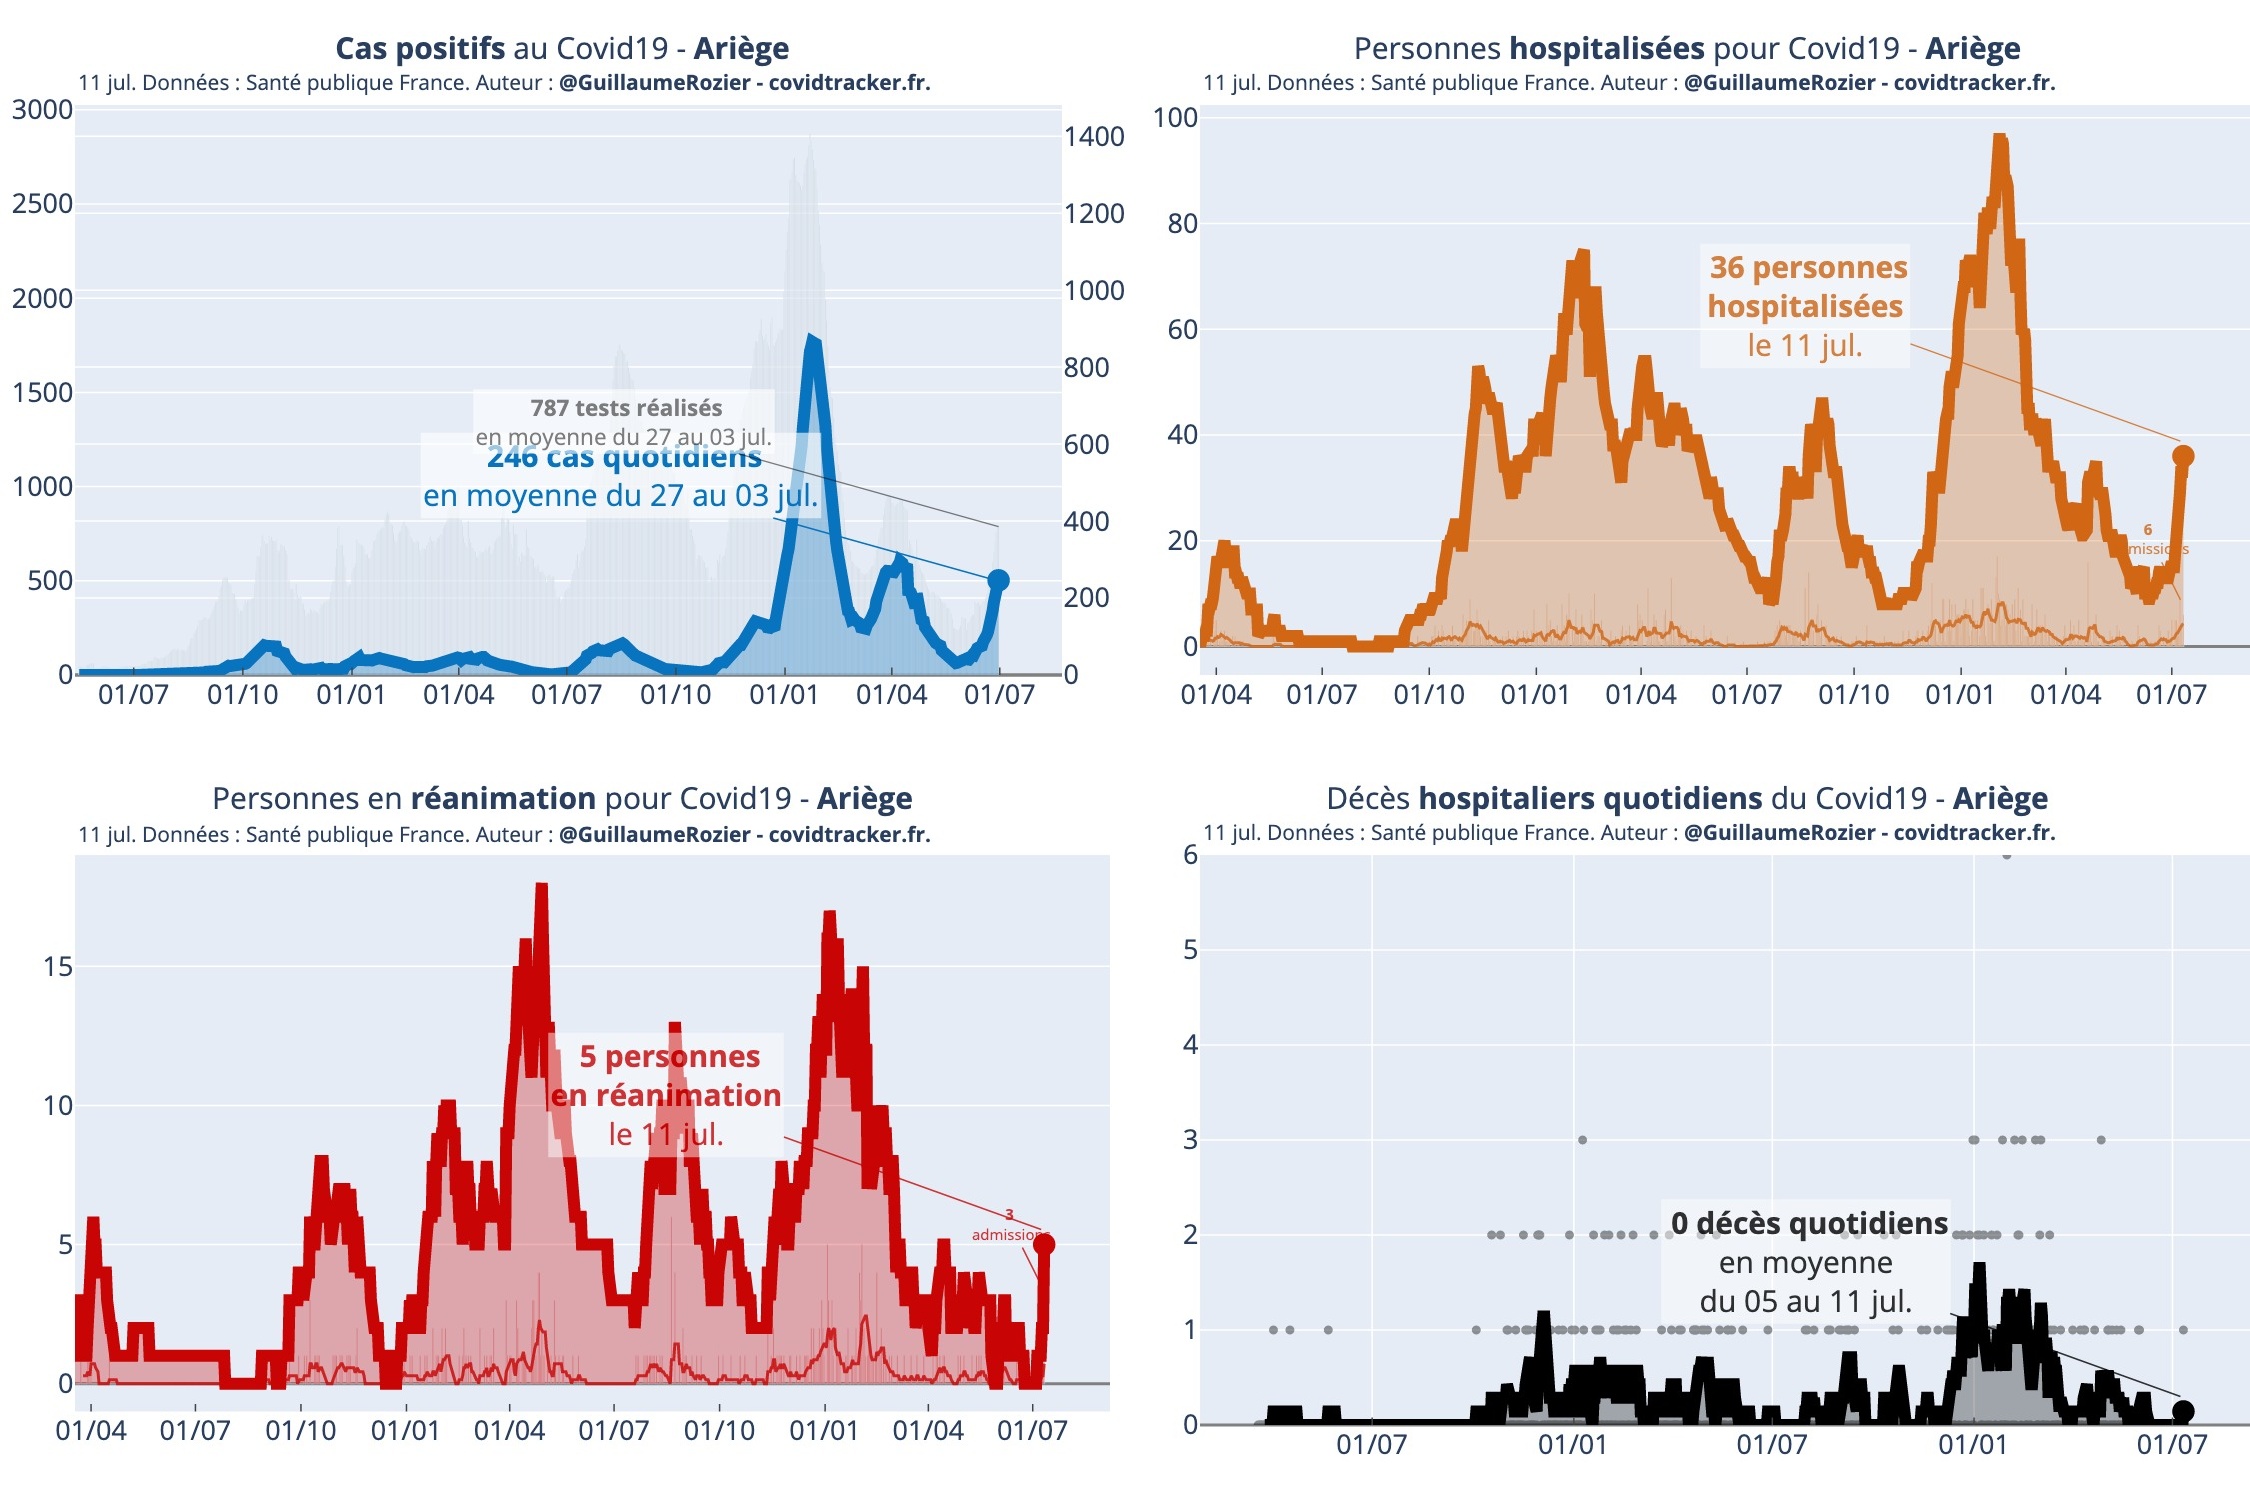 Cas positifs au Covid19 - Ariège
11 jul. Données : Santé publique France. Auteur : @GuillaumeRozier - covidtracker.fr.
3000
2500
2000
1500
1000
500
0
1400
1200
1000
800
600
400
200
0
787 tests réalisés
en moyenne du 27 au 03 jul.
246 cas quotidiens
en moyenne du 27 au 03 jul.
01/07 01/10 01/01 01/04 01/07 01/10 01/01 01/04 01/07
Personnes hospitalisées pour Covid19 - Ariège
11 jul. Données : Santé publique France. Auteur : @GuillaumeRozier - covidtracker.fr.
100
80
60
40
20
0
36 personnes
hospitalisées
le 11 jul.
6
01/04 01/07 01/10 01/01 01/04 01/07 01/10 01/01 01/04 01/07
Personnes en réanimation pour Covid19 - Ariège
11 jul. Données : Santé publique France. Auteur : @GuillaumeRozier - covidtracker.fr.
15
10
5
0
5 personnes
en réanimation
le 11 jul.
3
admissions
01/04 01/07 01/10 01/01 01/04 01/07 01/10 01/01 01/04 01/07
Décès hospitaliers quotidiens du Covid19 - Ariège
11 jul. Données : Santé publique France. Auteur : @GuillaumeRozier - covidtracker.fr.
6
5
4
3
2
1
0
0 décès quotidiens
en moyenne
du 05 au 11 jul.
01/07 01/01 01/07 01/01 01/07